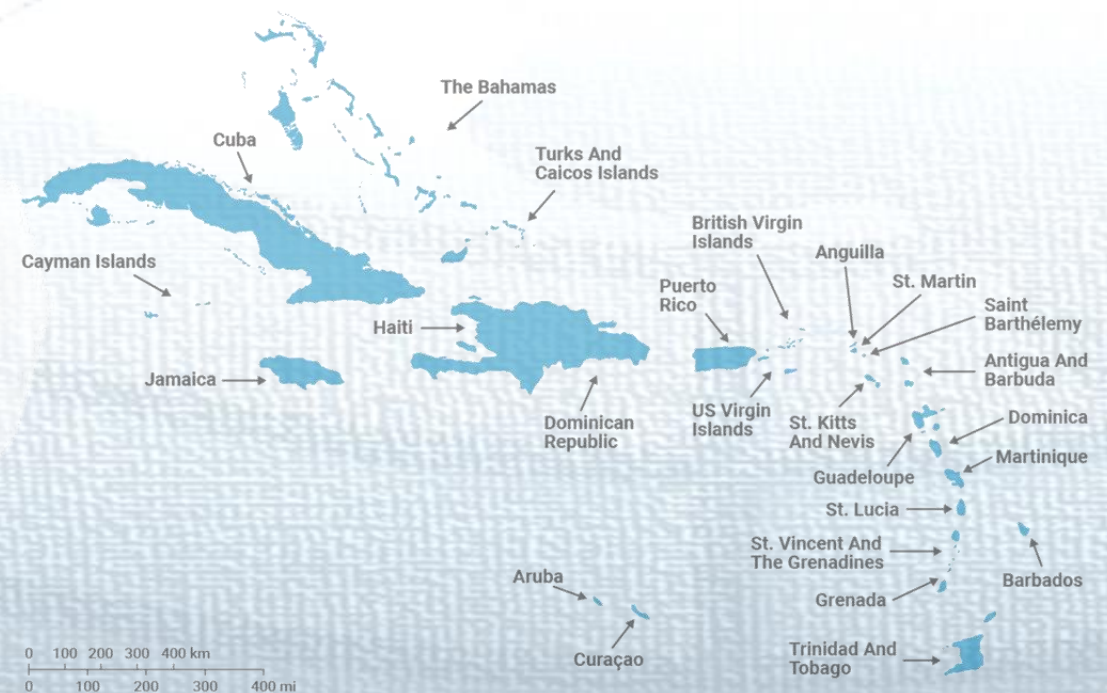 The Bahamas
Cuba
Turks And
Caicos Islands
British Virgin
Islands
Anguilla
Cayman Islands
St. Martin
Puerto
Rico
Saint
Barthélemy
Haiti
Jamaica
Antigua And
Barbuda
US Virgin
Islands
Dominican
Republic
St. Kitts
And Nevis
Dominica
Guadeloupe
Martinique
St. Lucia
St. Vincent And
The Grenadines
Aruba
Barbados
Grenada
Curaçao
Trinidad And
Tobago
0 100 200 300 400 km
0 100 200 300 400 mi